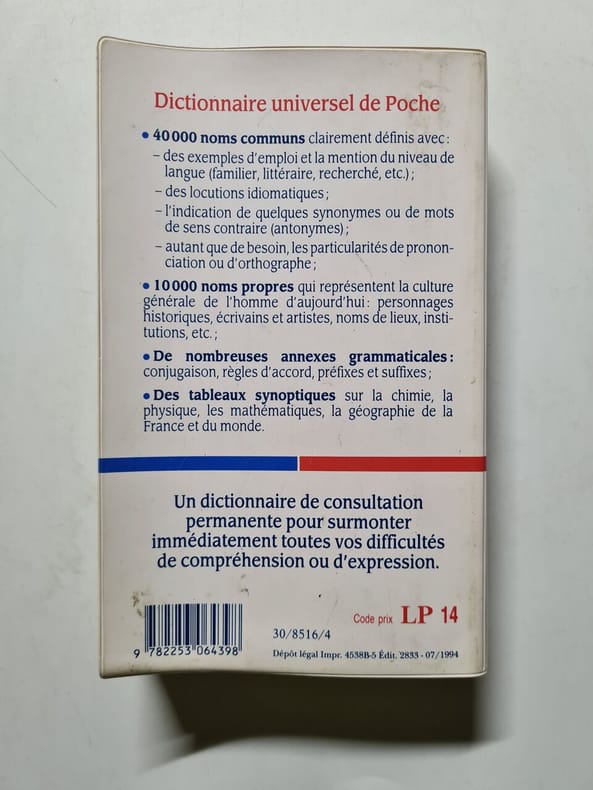 Dictionnaire universel de Poche
• 40 000 noms communs clairement définis avec :
– des exemples d'emploi et la mention du niveau de
langue (familier, littéraire, recherché, etc.) ;
– des locutions idiomatiques ;
– l'indication de quelques synonymes ou de mots
de sens contraire (antonymes) ;
– autant que de besoin, les particularités de pronon-
ciation ou d'orthographe ;
• 10 000 noms propres qui représentent la culture
générale de l'homme d'aujourd'hui : personnages
historiques, écrivains et artistes, noms de lieux, insti-
tutions, etc. ;
• De nombreuses annexes grammaticales :
conjugaison, règles d'accord, préfixes et suffixes ;
• Des tableaux synoptiques sur la chimie, la
physique, les mathématiques, la géographie de la
France et du monde.
Un dictionnaire de consultation
permanente pour surmonter
immédiatement toutes vos difficultés
de compréhension ou d'expression.
Code prix LP 14
30/8516/4
9 782253 064398
Dépôt légal Impr. 4538B-5 Édit. 2833 - 07/1994